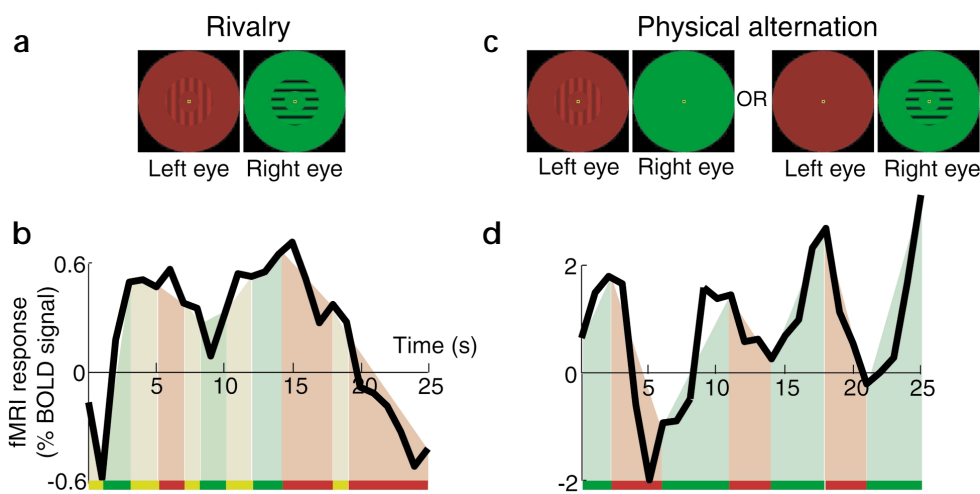 a
Rivalry
Left eye
Right eye
c
Physical alternation
OR
Left eye
Right eye
Left eye
Right eye
b
fMRI response
(% BOLD signal)
0.6
0
-0.6
5
10
15
20
25
Time (s)
d
2
0
-2
5
10
15
20
25